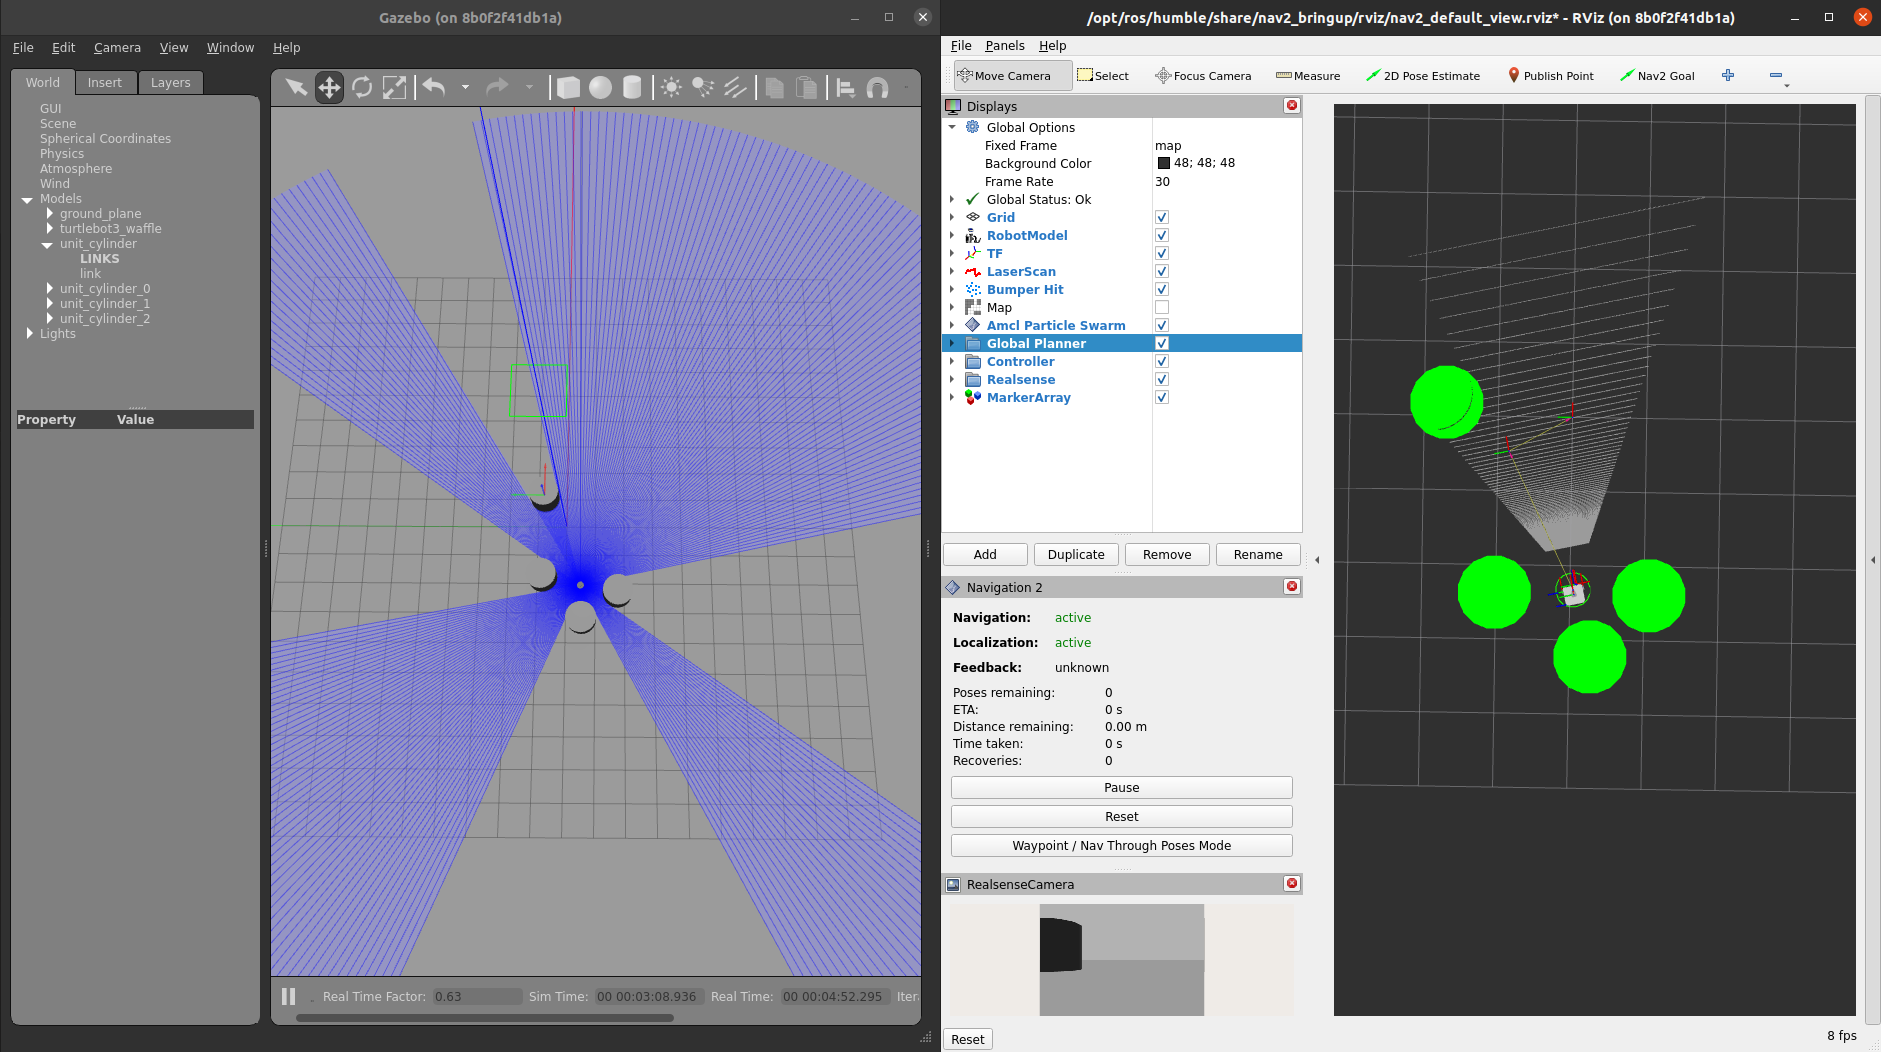 Gazebo (on 8b0f2f41db1a)
File Edit Camera View Window Help
World Insert Layers
GUI
Scene
Spherical Coordinates
Physics
Atmosphere
Wind
Models
ground_plane
turtlebot3_waffle
unit_cylinder
LINKS
link
unit_cylinder_0
unit_cylinder_1
unit_cylinder_2
Lights
Property Value
Real Time Factor: 0.63 Sim Time: 00 00:03:08.936 Real Time: 00 00:04:52.295 Iter
/opt/ros/humble/share/nav2_bringup/rviz/nav2_default_view.rviz* - RViz (on 8b0f2f41db1a)
File Panels Help
Move Camera Select Focus Camera Measure 2D Pose Estimate Publish Point Nav2 Goal
Displays
Global Options
Fixed Frame map
Background Color 48; 48; 48
Frame Rate 30
Global Status: Ok
Grid
RobotModel
TF
LaserScan
Bumper Hit
Map
Amcl Particle Swarm
Global Planner
Controller
Realsense
MarkerArray
Add Duplicate Remove Rename
Navigation 2
Navigation: active
Localization: active
Feedback: unknown
Poses remaining: 0
ETA: 0 s
Distance remaining: 0.00 m
Time taken: 0 s
Recoveries: 0
Pause
Reset
Waypoint / Nav Through Poses Mode
RealsenseCamera
Reset
8 fps